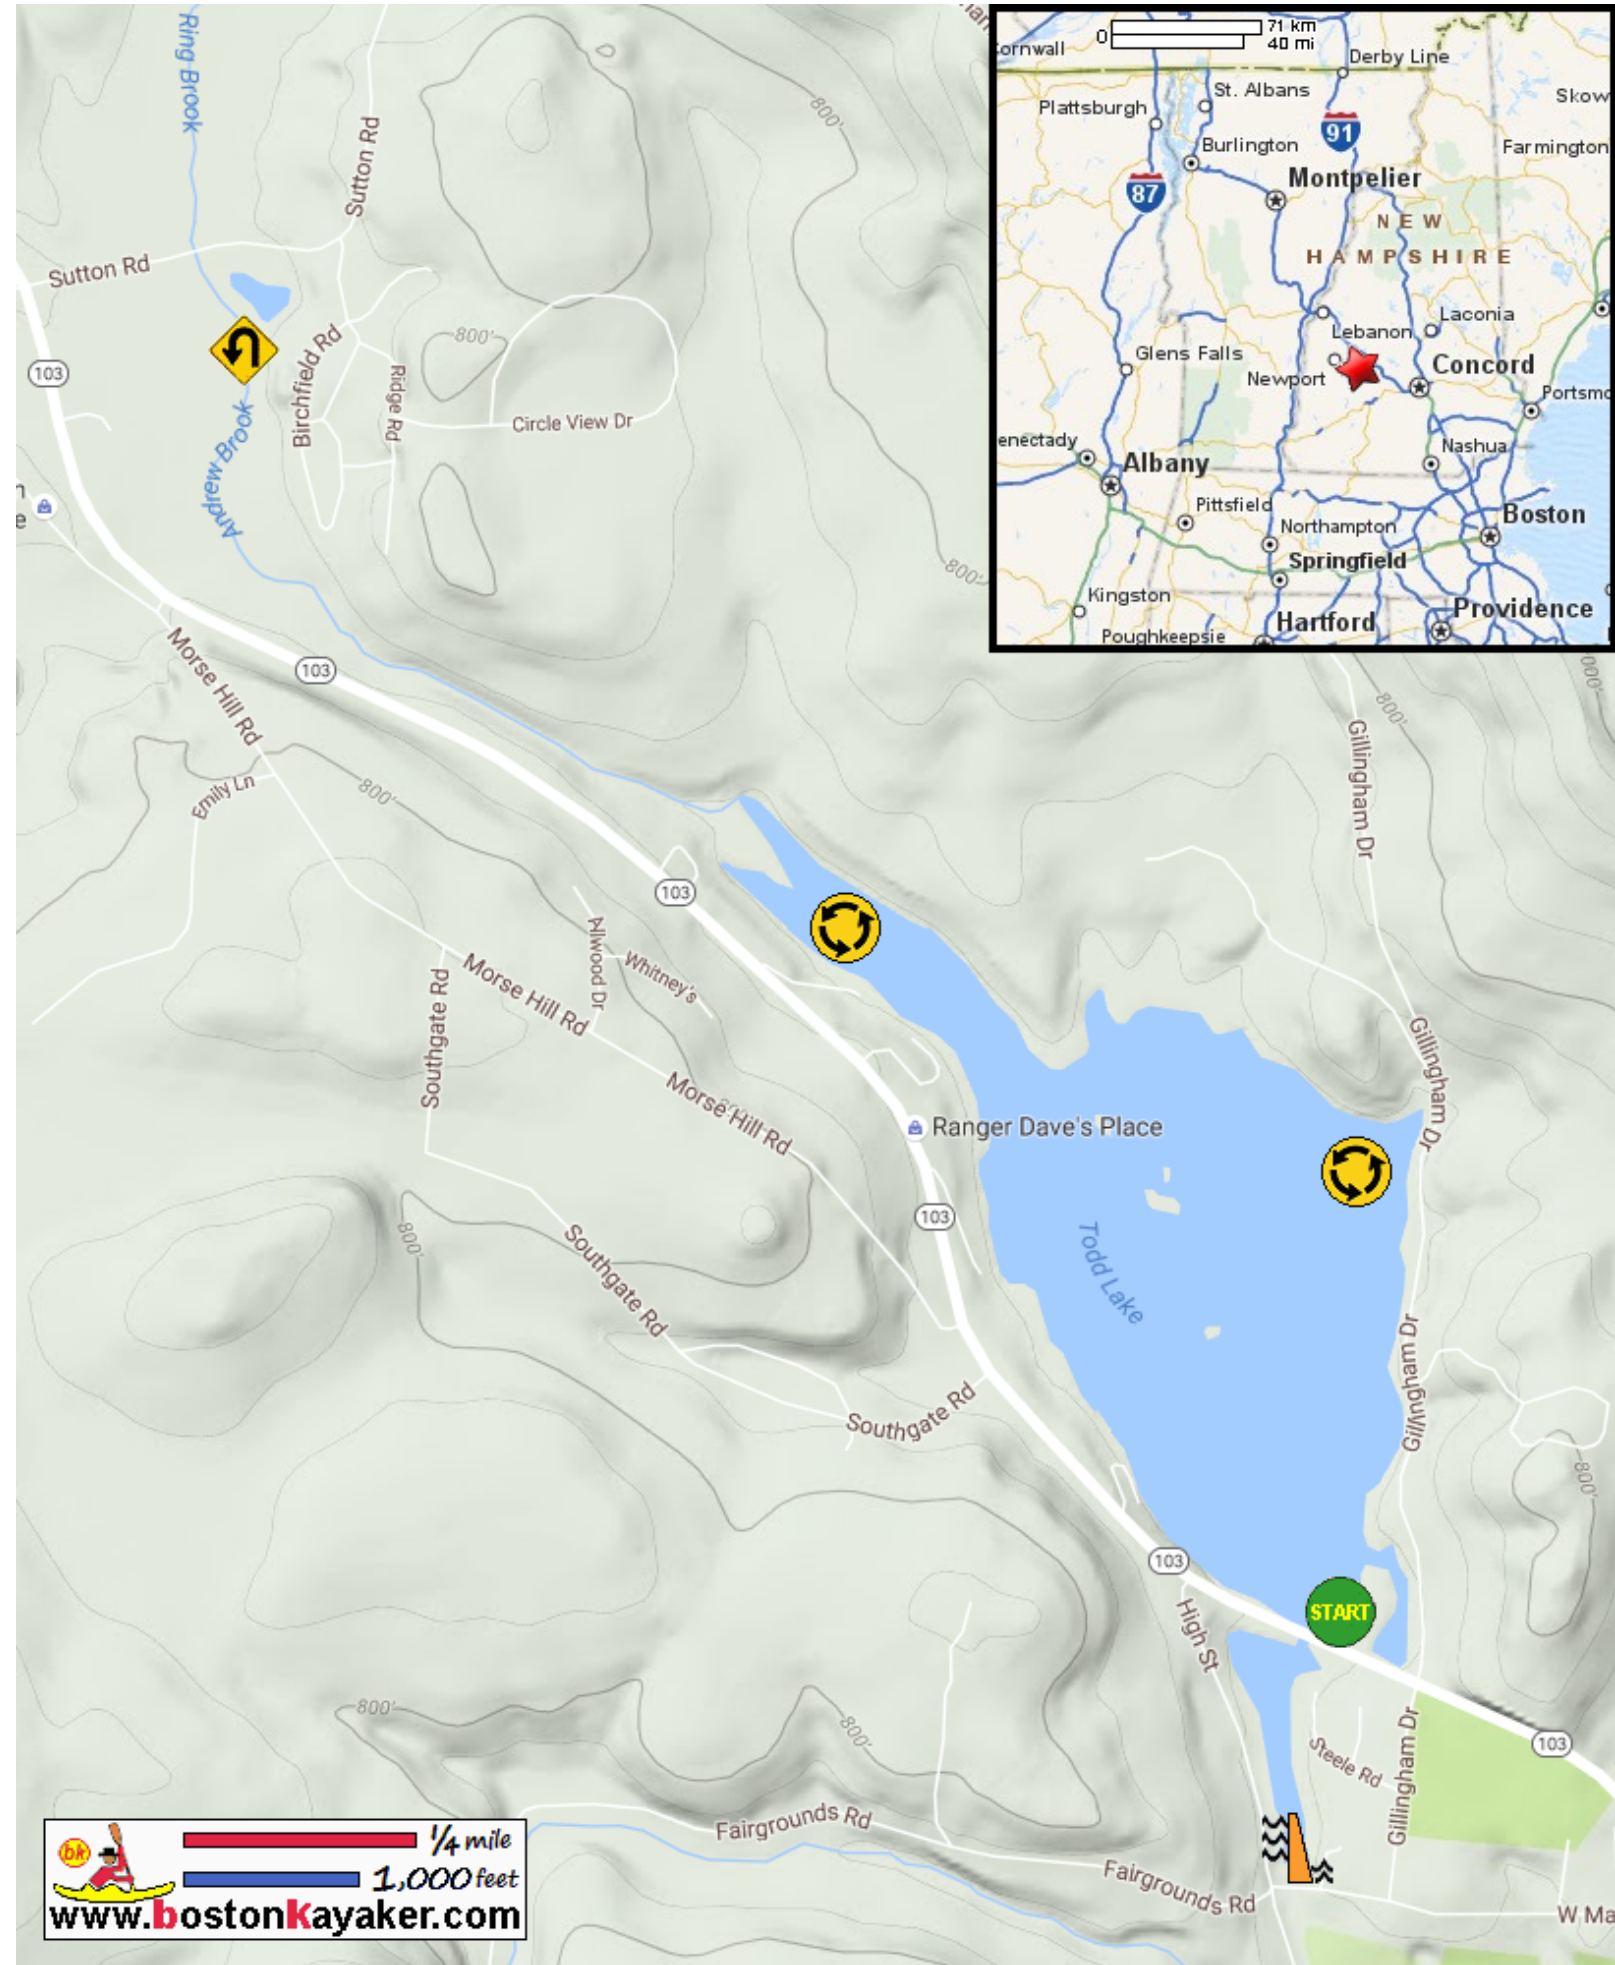 Ring Brook
Sutton Rd
Sutton Rd
103
Birchfield Rd
Ridge Rd
800'
Circle View Dr
Andrew Brook
800'
800'
0
71 km
40 mi
ornwall
Derby Line
Plattsburgh
St. Albans
Skow
91
Burlington
Farmington
87
Montpelier
NEW
HAMPSHIRE
Laconia
Lebanon
Glens Falls
Newport
Concord
Portsmo
enectady
Albany
Nashua
Pittsfield
Boston
Northampton
Springfield
Kingston
Providence
Hartford
Poughkeepsie
103
Morse Hill Rd
Emily Ln
800'
800'
Gillingham Dr
103
Allwood Dr
Whitney's
Southgate Rd
Morse Hill Rd
Morse Hill Rd
Gillingham Dr
Ranger Dave's Place
103
800'
Southgate Rd
Todd Lake
Southgate Rd
Gillingham Dr
800'
103
START
High St
800'
800'
103
Steele Rd
Gillingham Dr
Fairgrounds Rd
Fairgrounds Rd
W Ma
bk
1/4 mile
1,000 feet
www.bostonkayaker.com